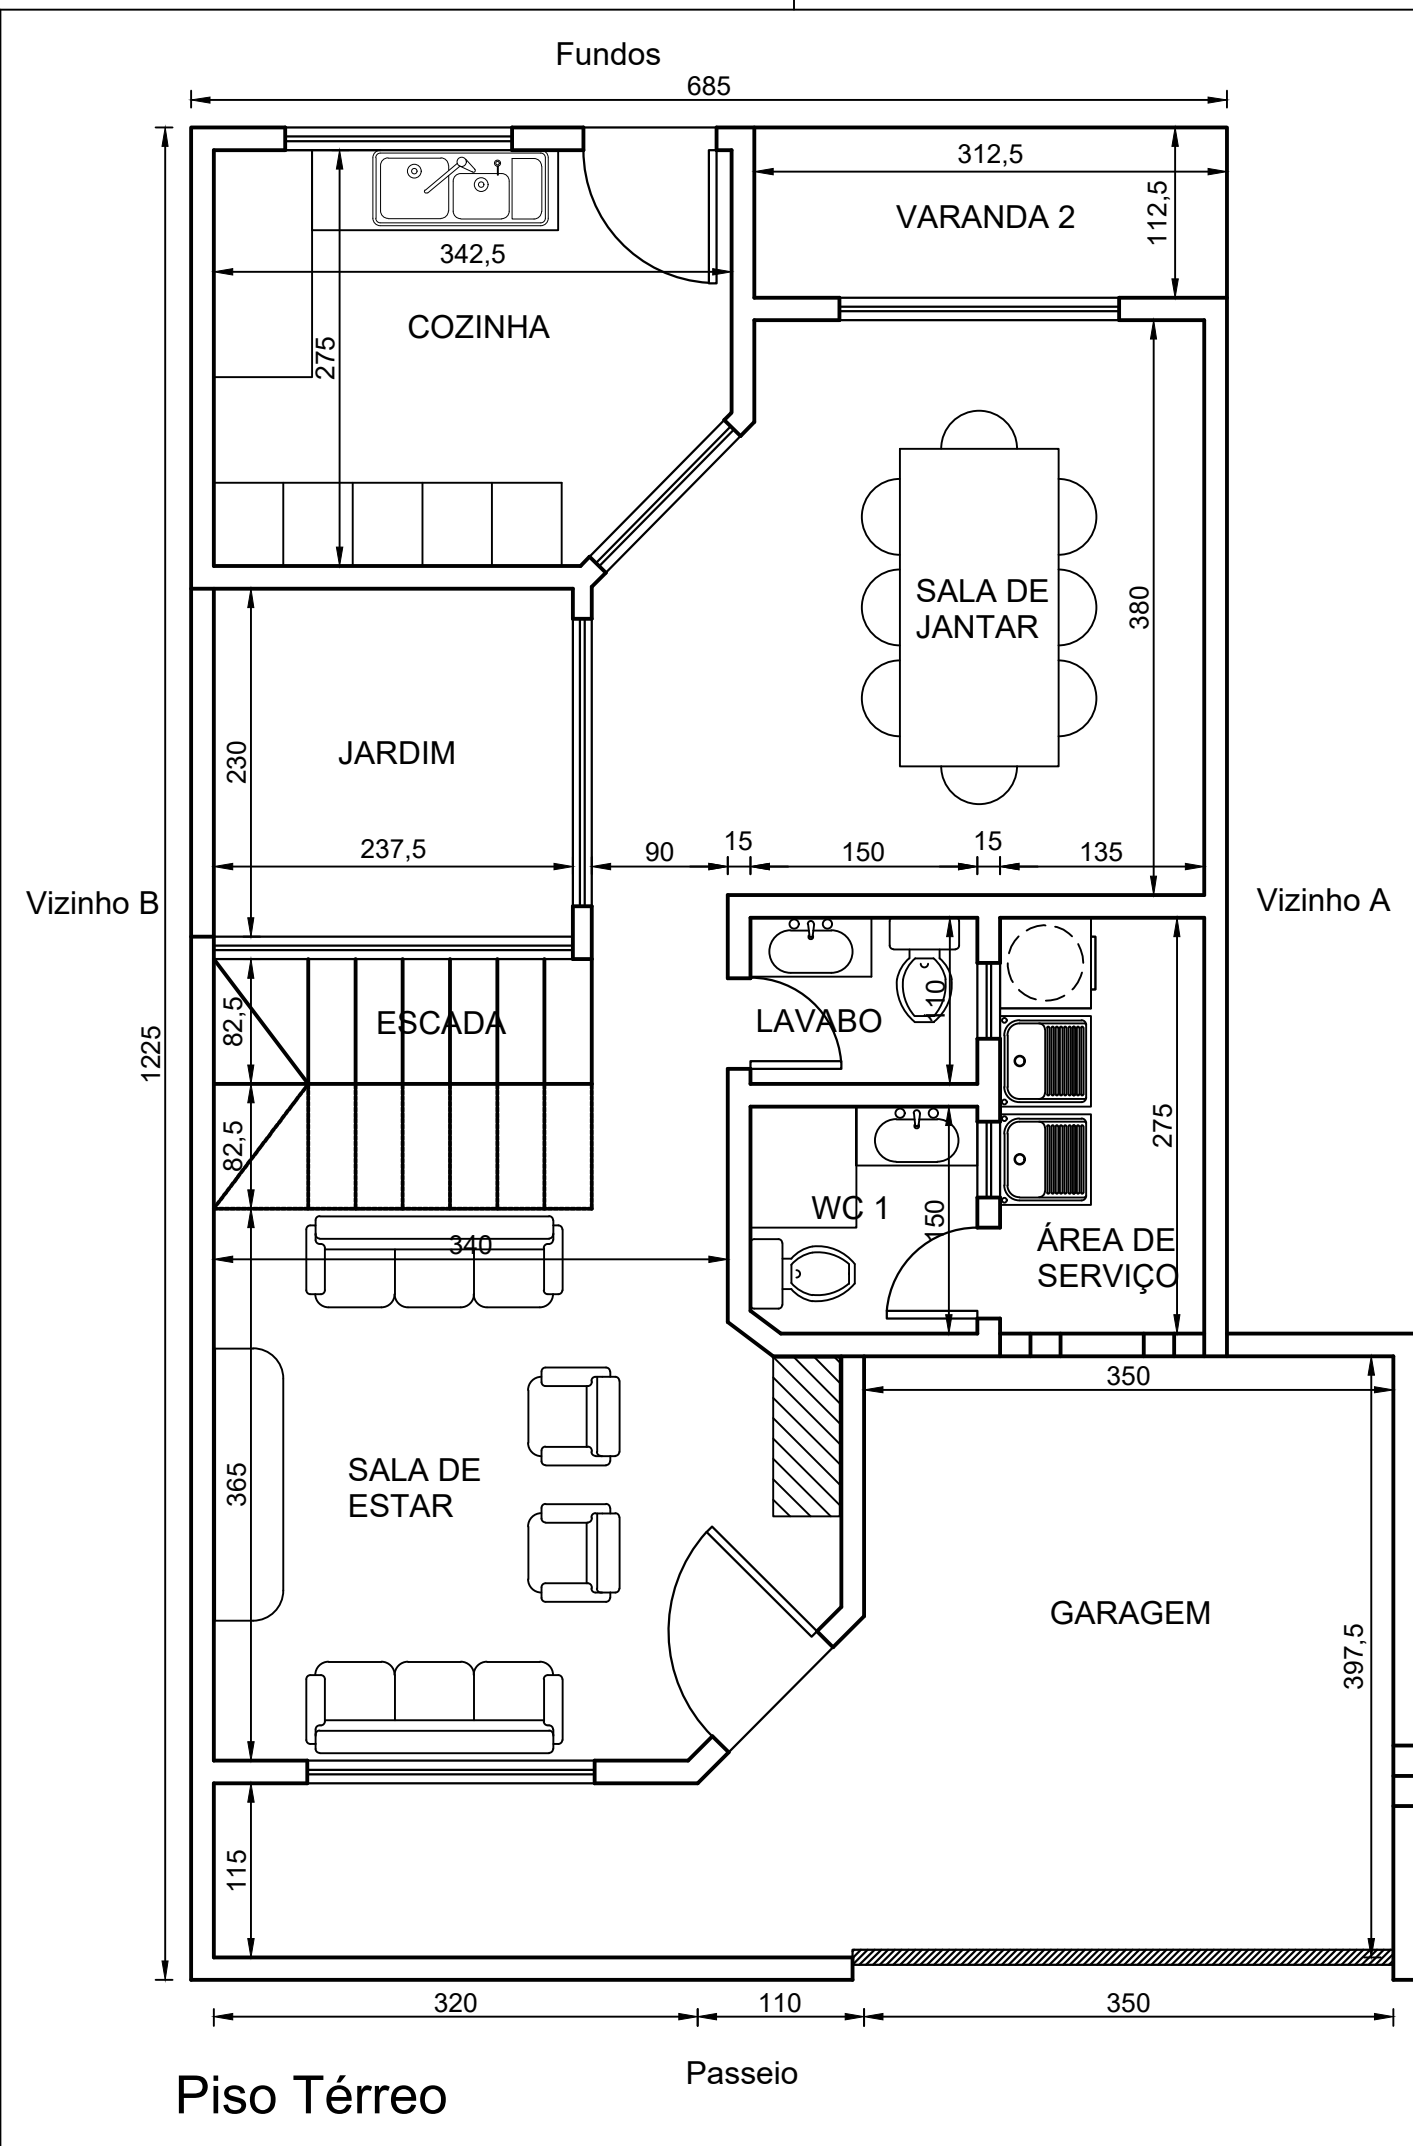 Fundos
685
312,5
112,5
VARANDA 2
342,5
COZINHA
275
SALA DE
JANTAR
380
JARDIM
230
237,5
90
15
150
15
135
Vizinho B
Vizinho A
1225
82,5
ESCADA
82,5
LAVABO
110
275
WC 1
150
ÁREA DE
SERVIÇO
340
350
SALA DE
ESTAR
365
GARAGEM
397,5
115
320
110
350
Passeio
Piso Térreo